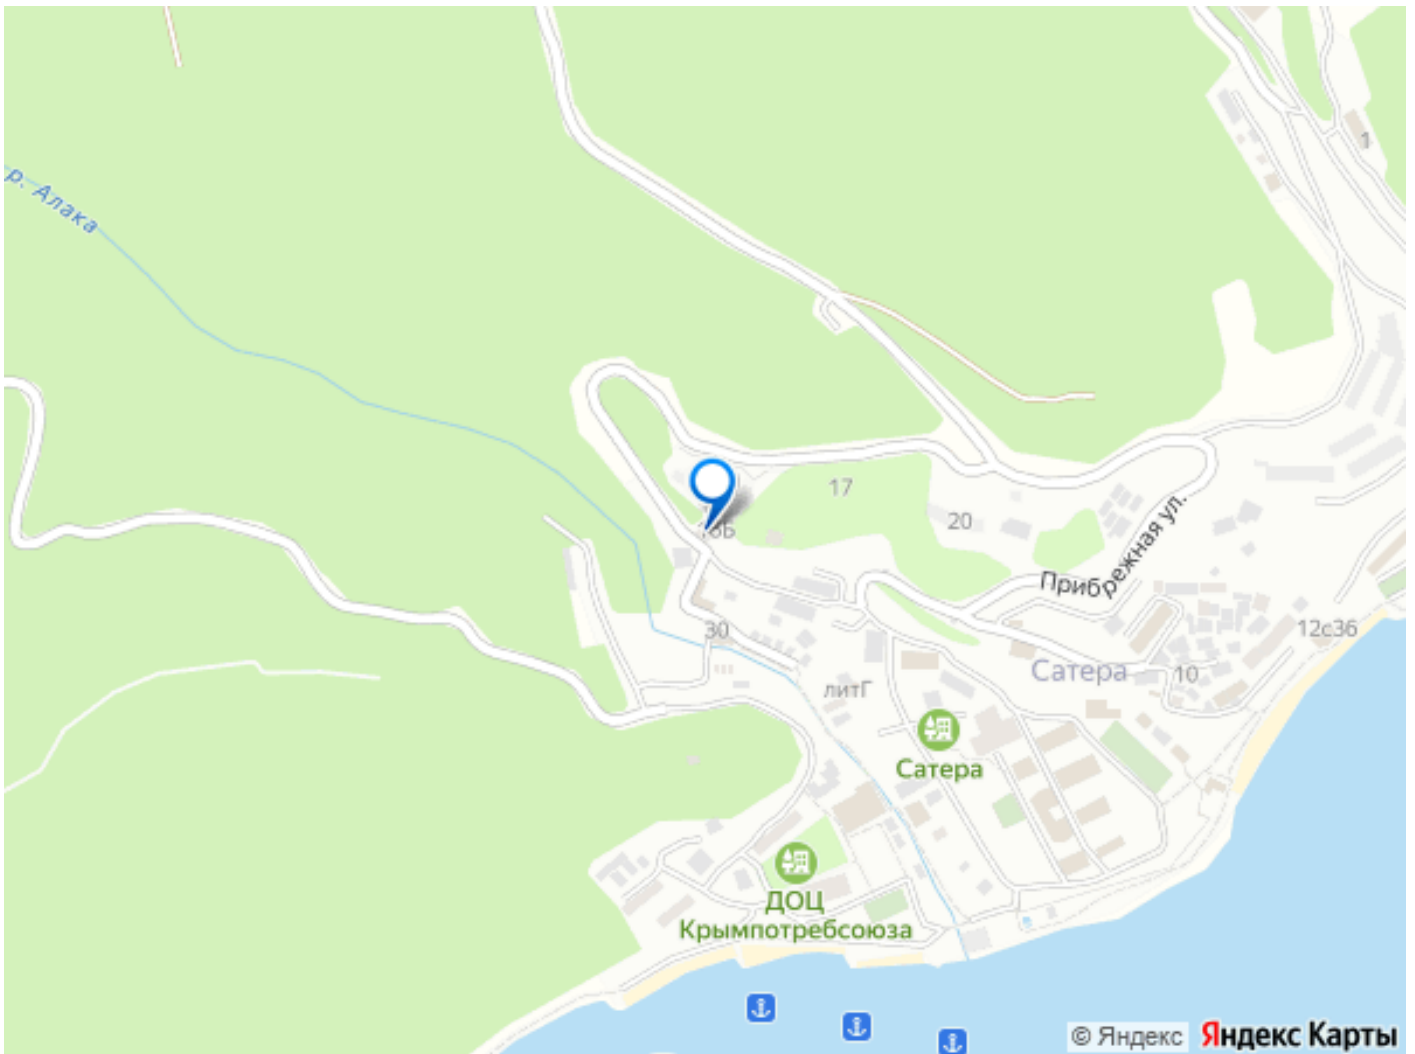 1
р. Алака
17
20
Прибрежная ул.
30
12с36
Сатера
10
литГ
Сатера
ДОЦ
Крымпотребсоюза
© Яндекс Яндекс Карты